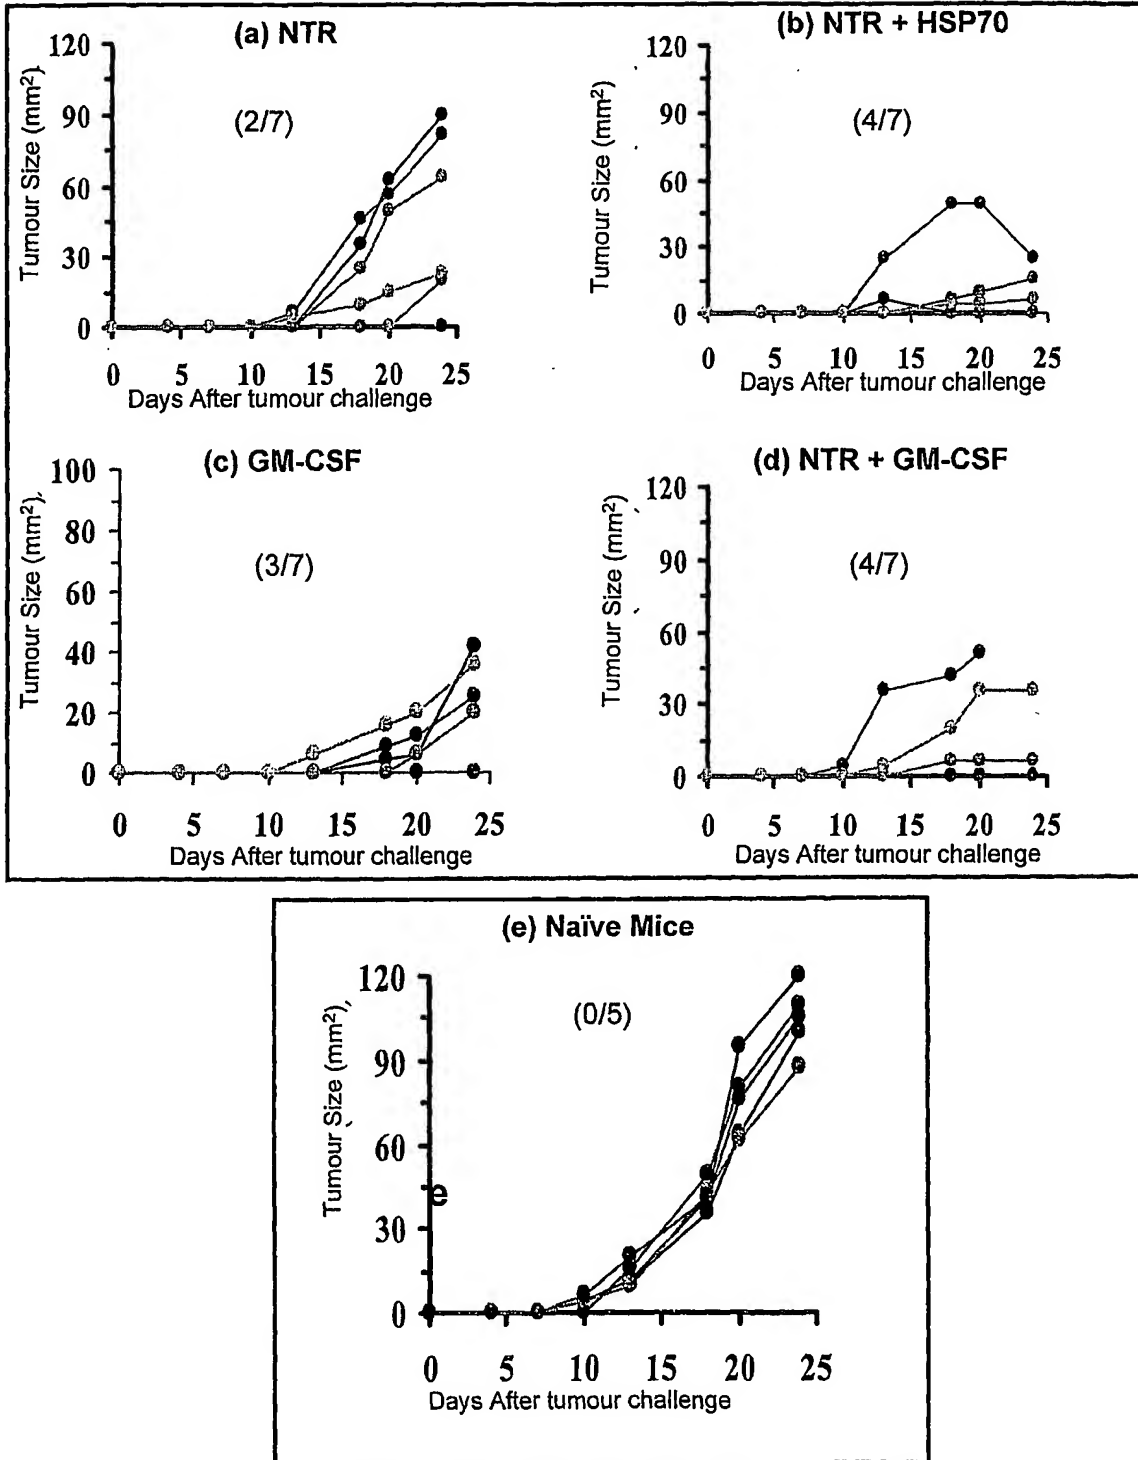 (a) NTR
120
90
60
30
0
Tumour Size (mm²)
(2/7)
0 5 10 15 20 25
Days After tumour challenge
(b) NTR + HSP70
120
90
60
30
0
Tumour Size (mm²)
(4/7)
0 5 10 15 20 25
Days After tumour challenge
(c) GM-CSF
100
80
60
40
20
0
Tumour Size (mm²)
(3/7)
0 5 10 15 20 25
Days After tumour challenge
(d) NTR + GM-CSF
120
90
60
30
0
Tumour Size (mm²)
(4/7)
0 5 10 15 20 25
Days After tumour challenge
(e) Naïve Mice
120
90
60
30
0
Tumour Size (mm²)
(0/5)
e
0 5 10 15 20 25
Days After tumour challenge